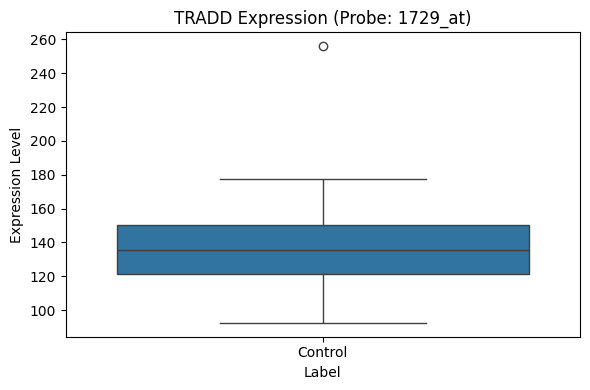 TRADD Expression (Probe: 1729_at)
260
240
220
200
180
160
140
120
100
Expression Level
Control
Label